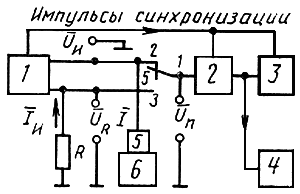 Импульсы синхронизации
U̅и
2 1
1 5 2 3
3
I̅и U̅R I̅ U̅п
R 5 4
6